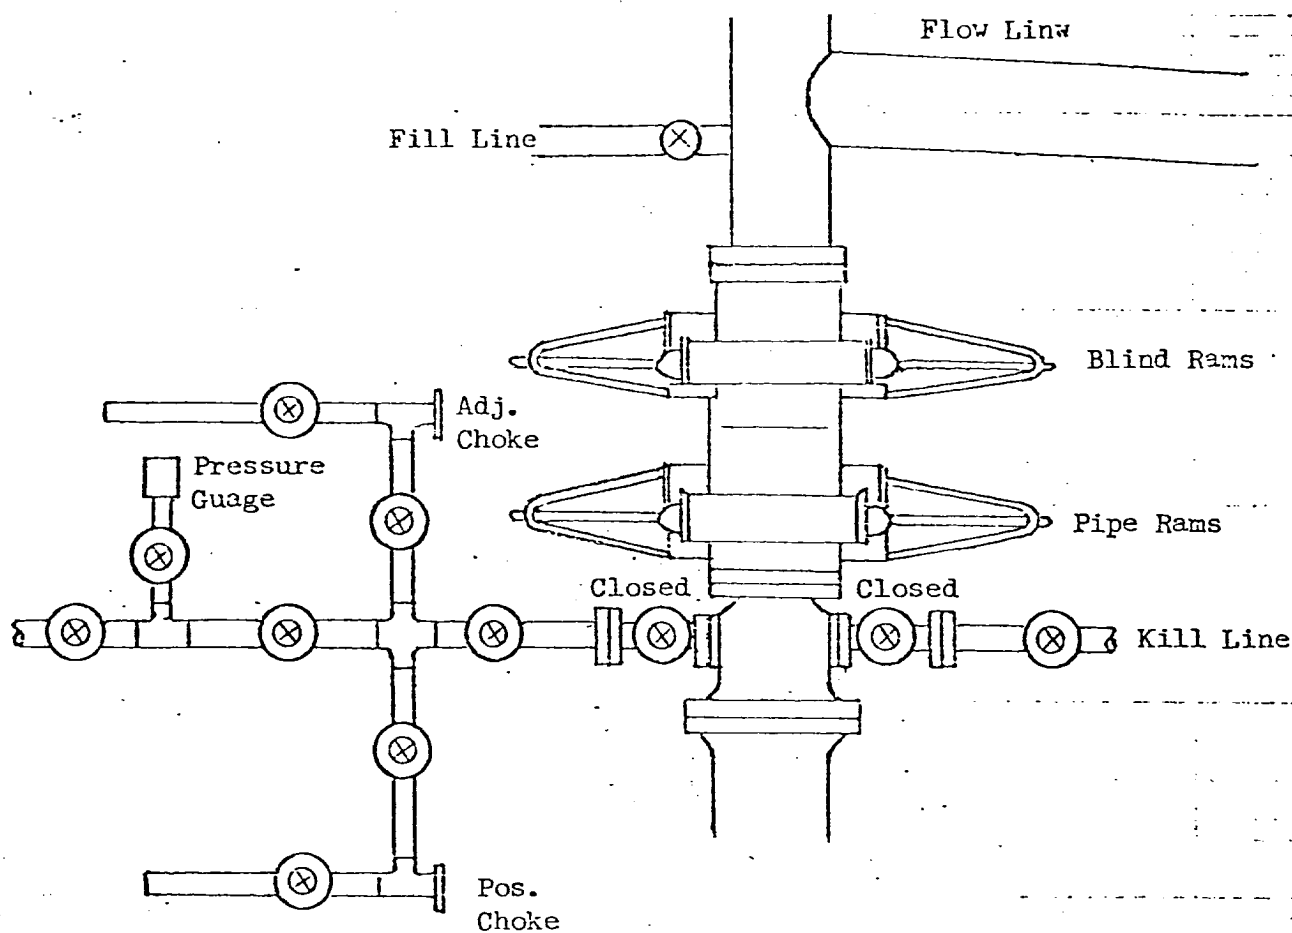 Flow Linw
Fill Line
Blind Rams
Adj.
Choke
Pressure
Guage
Pipe Rams
Closed
Closed
Kill Line
Pos.
Choke